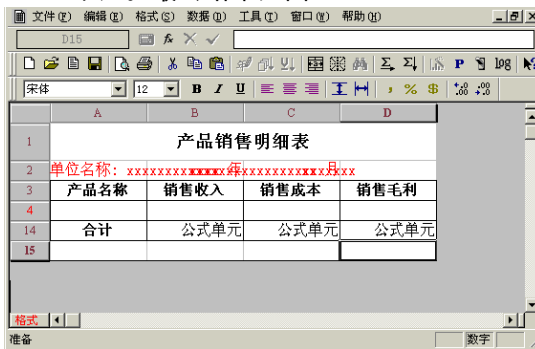 文件(F) 编辑(E) 格式(S) 数据(D) 工具(T) 窗口(W) 帮助(H)
D15
宋体 12 B I U , % $
A B C D
1 产品销售明细表
2 单位名称: xxxxxxxxxxxxxx年xxxxxxxxxxxxx月xx
3 产品名称 销售收入 销售成本 销售毛利
4
14 合计 公式单元 公式单元 公式单元
15
格式
准备 数字